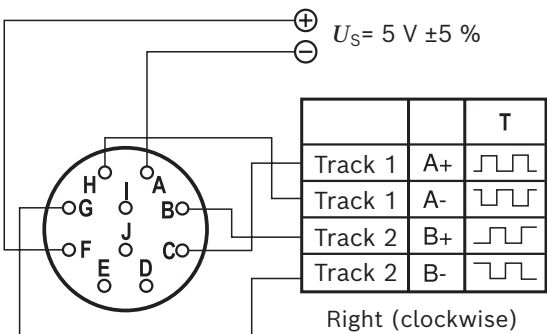 +
−
U_S= 5 V ±5 %
T
Track 1 A+
Track 1 A-
Track 2 B+
Track 2 B-
H I A
G B
J
F C
E D
Right (clockwise)